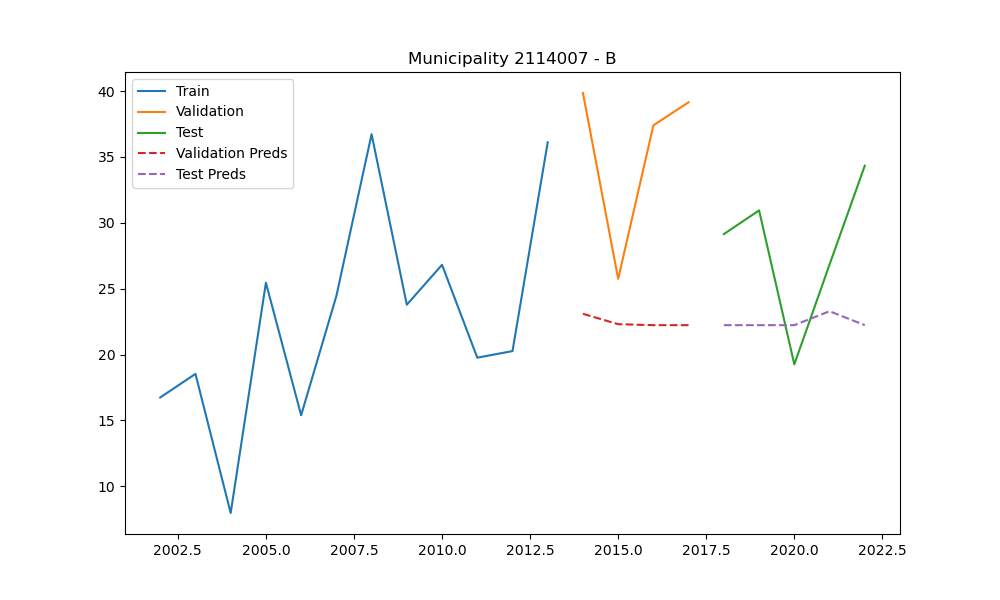 Municipality 2114007 - B
Train
Validation
Test
Validation Preds
Test Preds
40
35
30
25
20
15
10
2002.5 2005.0 2007.5 2010.0 2012.5 2015.0 2017.5 2020.0 2022.5